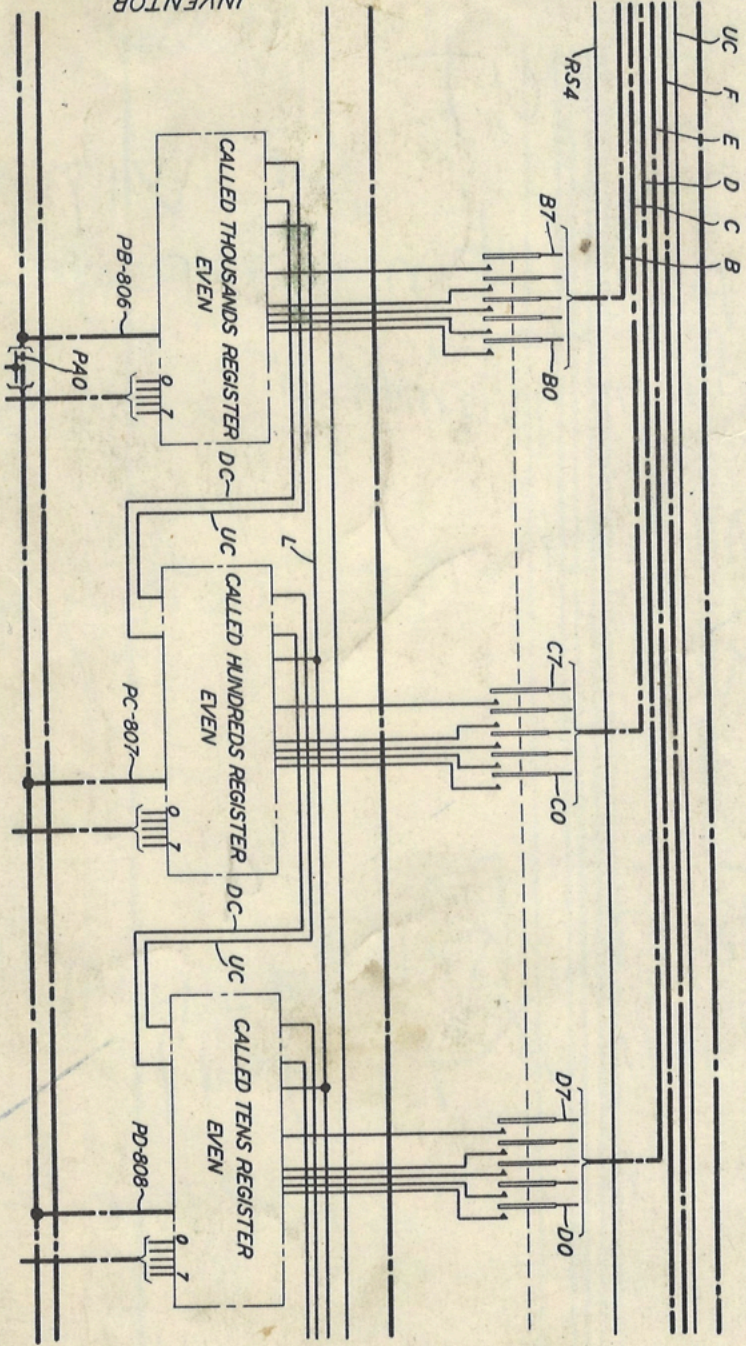 INVENTOR
UC
F
E
D
C
B
RS4
B7
B0
C7
C0
D7
D0
CALLED THOUSANDS REGISTER
EVEN
DC
UC
L
CALLED HUNDREDS REGISTER
EVEN
DC
UC
CALLED TENS REGISTER
EVEN
PB-806
PA0
0
7
PC-807
0
7
PD-808
0
7